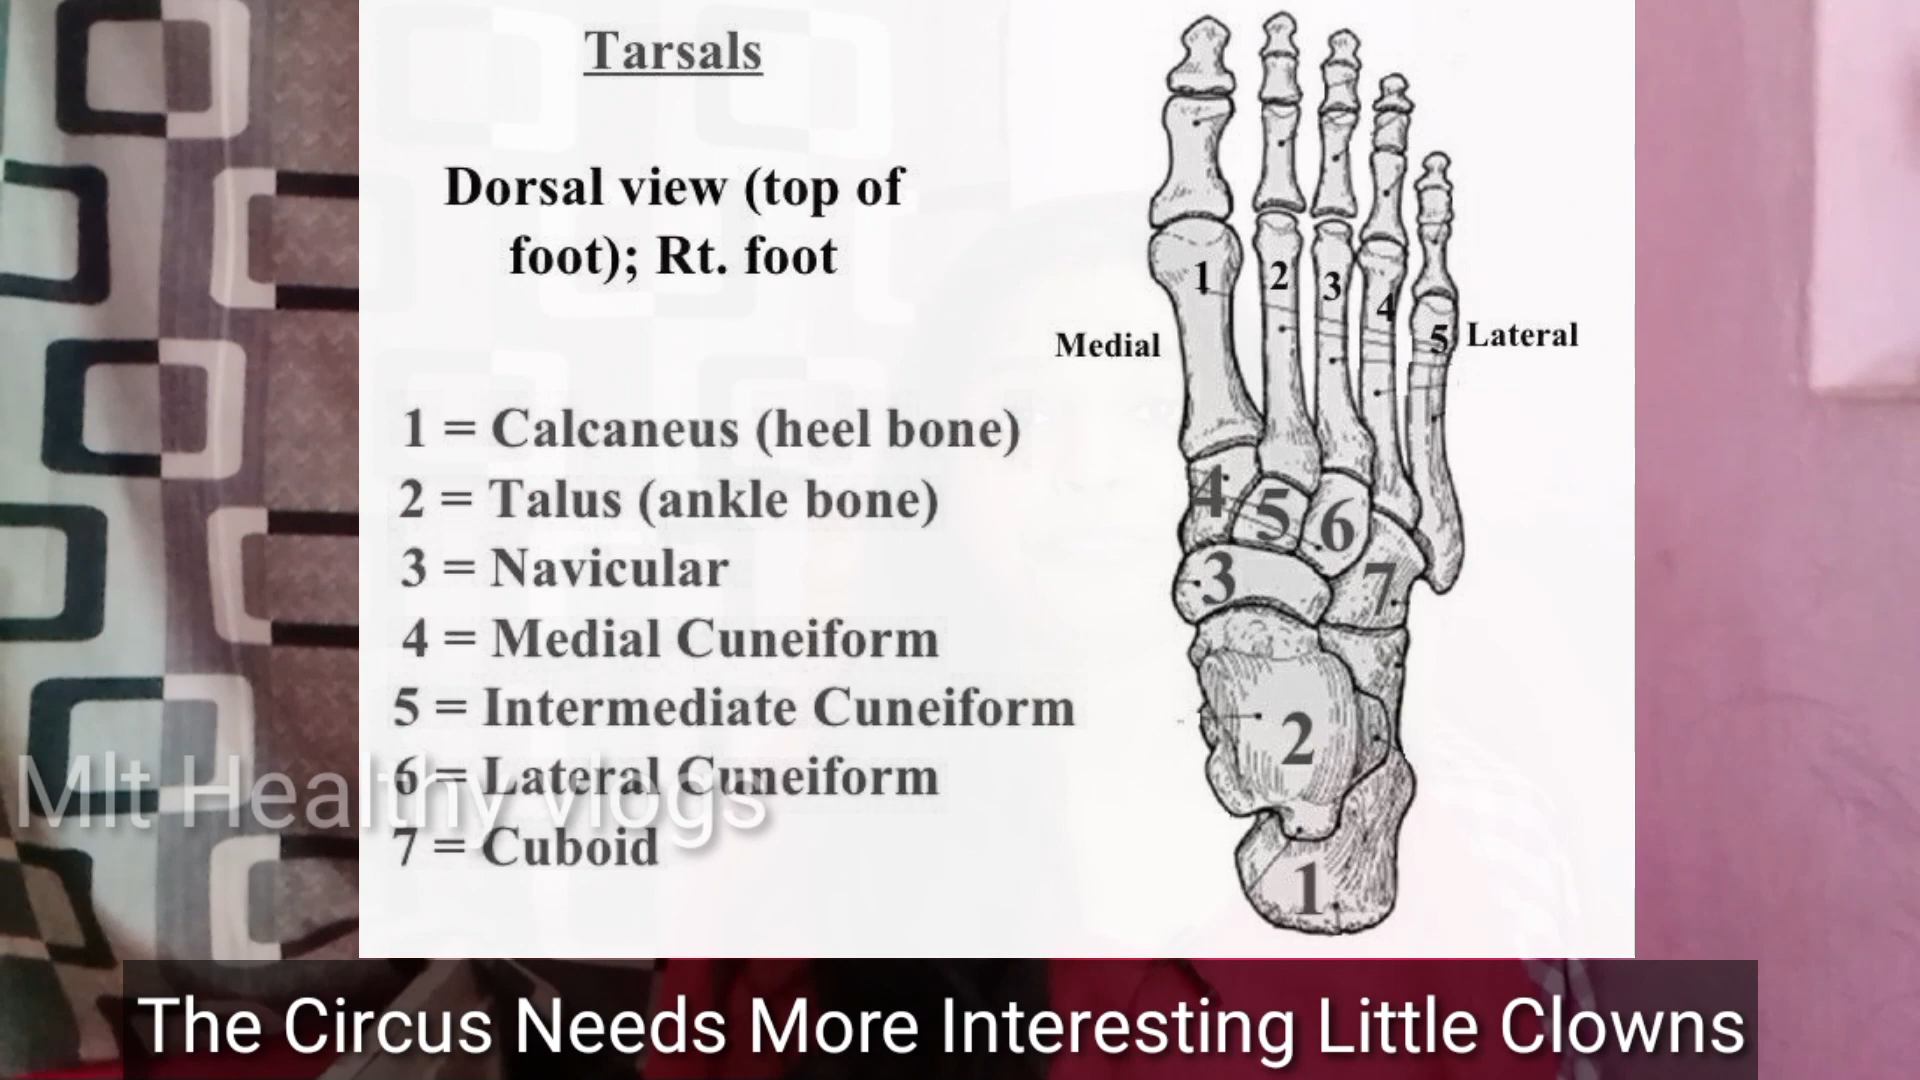 Tarsals
Dorsal view (top of
foot); Rt. foot
1 = Calcaneus (heel bone)
2 = Talus (ankle bone)
3 = Navicular
4 = Medial Cuneiform
5 = Intermediate Cuneiform
6 = Lateral Cuneiform
7 = Cuboid
Mlt Healthy vlogs
1 2 3 4 5
Medial
Lateral
4 5 6
3 7
2
1
The Circus Needs More Interesting Little Clowns